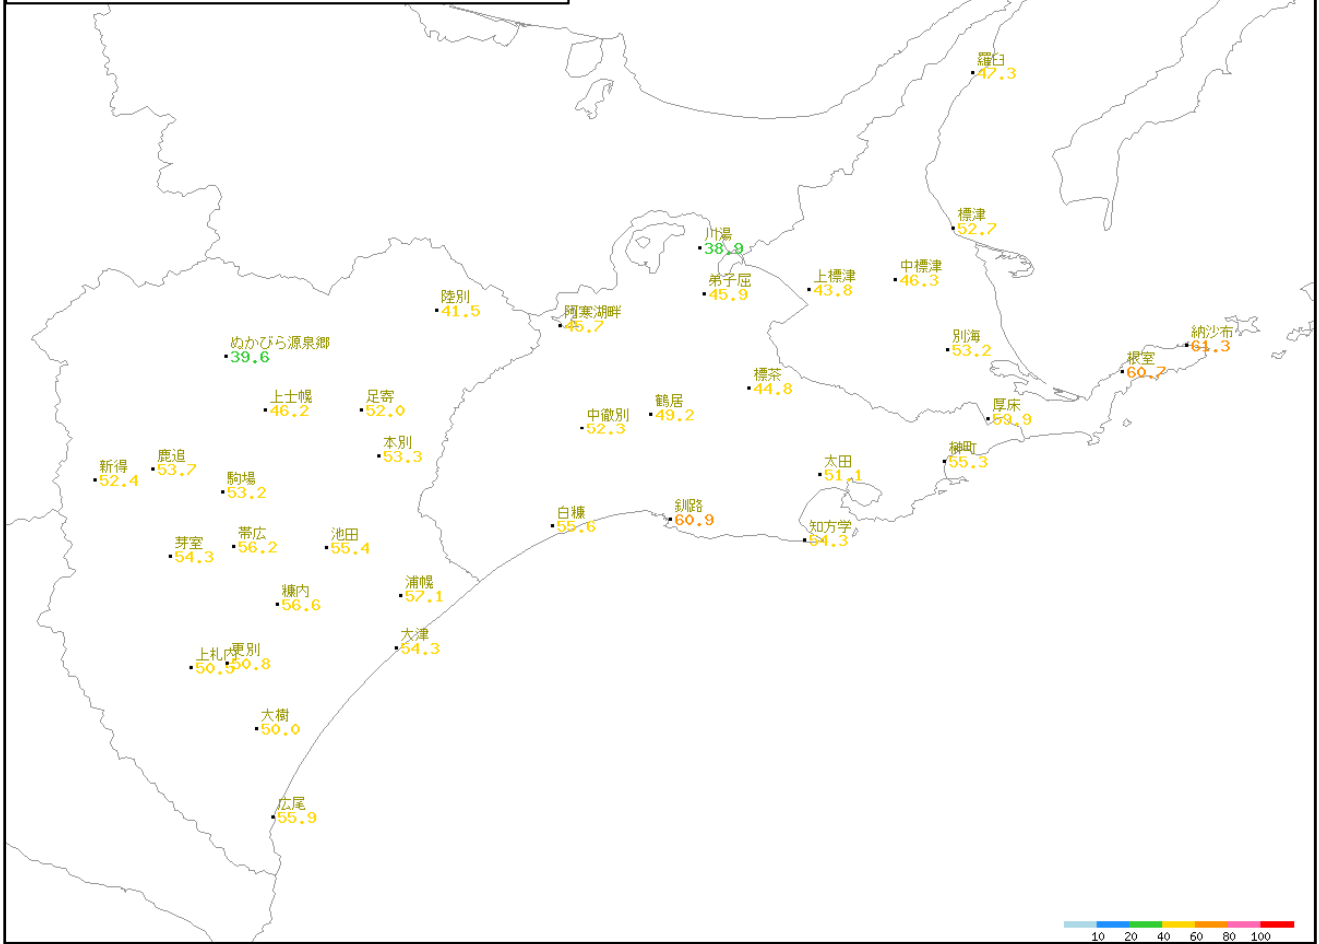 羅臼
47.3
標津
52.7
川湯
38.9
中標津
46.3
上標津
43.8
弟子屈
45.9
陸別
41.5
阿寒湖畔
45.7
納沙布
61.3
ぬかびら源泉郷
39.6
別海
53.2
根室
60.7
標茶
44.8
上士幌
46.2
足寄
52.0
鶴居
49.2
中徹別
52.3
厚床
59.9
本別
53.3
榊町
55.3
鹿追
53.7
新得
52.4
太田
51.1
駒場
53.2
釧路
60.9
白糠
55.6
知方学
54.3
帯広
56.2
池田
55.4
芽室
54.3
浦幌
57.1
糠内
56.6
大津
54.3
更別
50.8
上札内
50.5
大樹
50.0
広尾
55.9
10 20 40 60 80 100